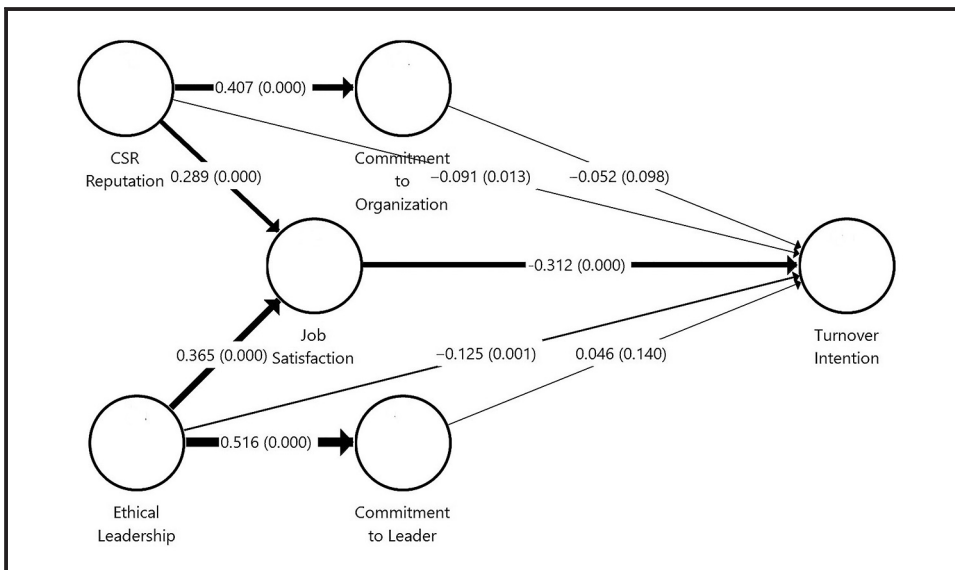 0.407 (0.000)
CSR
Reputation
Commitment
to
Organization
0.289 (0.000)
–0.091 (0.013)
–0.052 (0.098)
-0.312 (0.000)
Job
Satisfaction
Turnover
Intention
0.365 (0.000)
–0.125 (0.001)
0.046 (0.140)
0.516 (0.000)
Ethical
Leadership
Commitment
to Leader